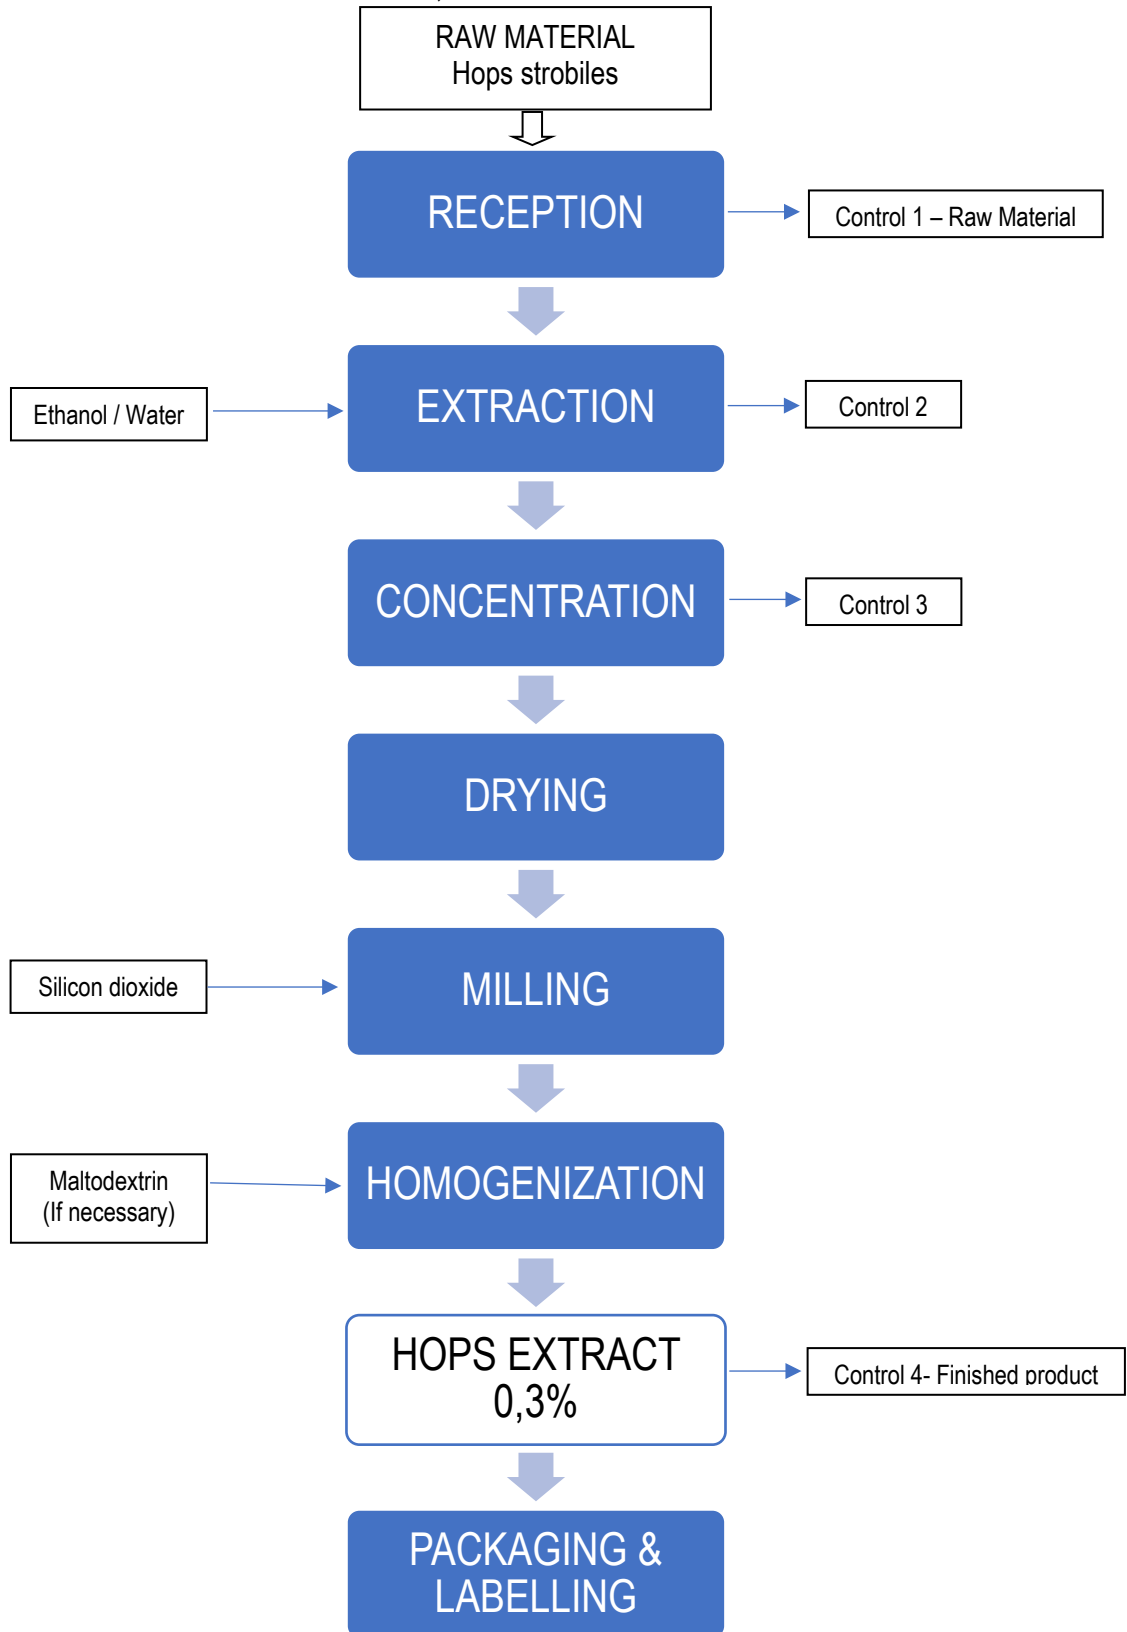 RAW MATERIAL
Hops strobiles
RECEPTION
Control 1 – Raw Material
EXTRACTION
Ethanol / Water
Control 2
CONCENTRATION
Control 3
DRYING
Silicon dioxide
MILLING
Maltodextrin
(If necessary)
HOMOGENIZATION
HOPS EXTRACT
0,3%
Control 4- Finished product
PACKAGING &
LABELLING